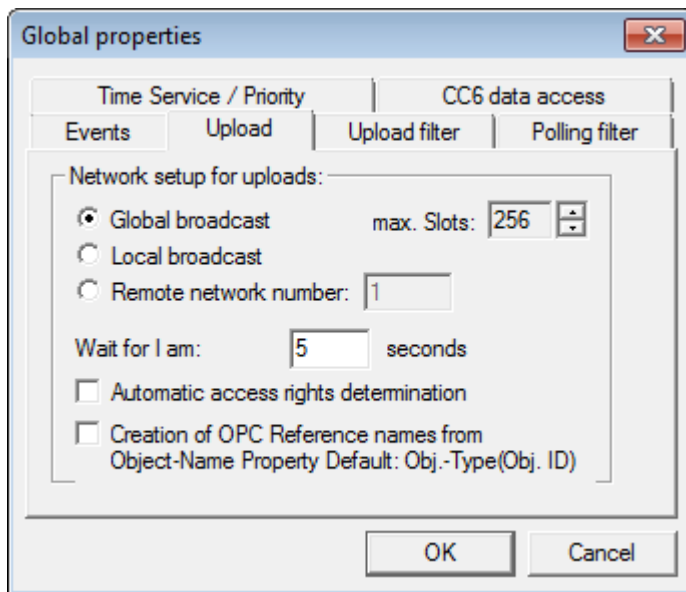 Global properties
Time Service / Priority CC6 data access
Events Upload Upload filter Polling filter
Network setup for uploads:
Global broadcast max. Slots: 256
Local broadcast
Remote network number: 1
Wait for I am: 5 seconds
Automatic access rights determination
Creation of OPC Reference names from
Object-Name Property Default: Obj.-Type(Obj. ID)
OK Cancel